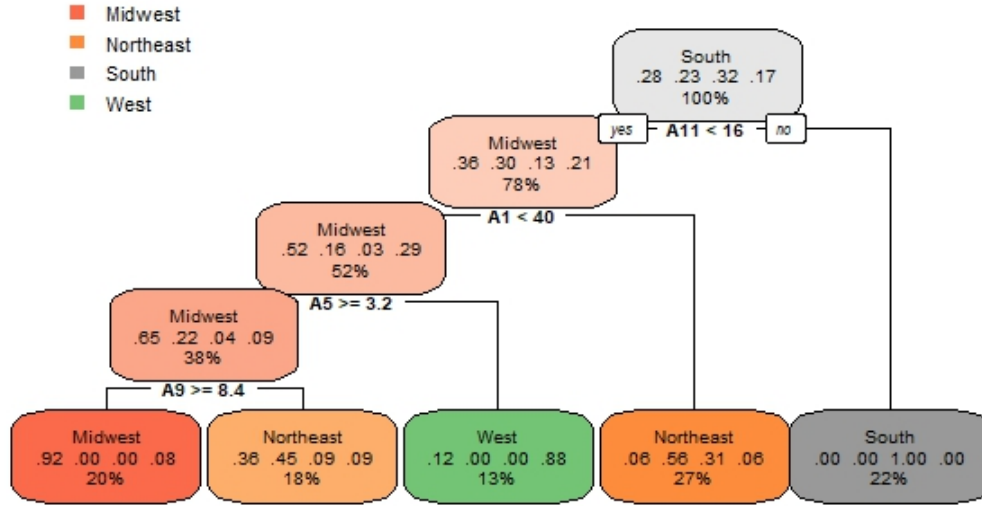 Midwest
Northeast
South
West
South
.28 .23 .32 .17
100%
yes A11 < 16 no
Midwest
.36 .30 .13 .21
78%
A1 < 40
Midwest
.52 .16 .03 .29
52%
A5 >= 3.2
Midwest
.65 .22 .04 .09
38%
A9 >= 8.4
Midwest
.92 .00 .00 .08
20%
Northeast
.36 .45 .09 .09
18%
West
.12 .00 .00 .88
13%
Northeast
.06 .56 .31 .06
27%
South
.00 .00 1.00 .00
22%